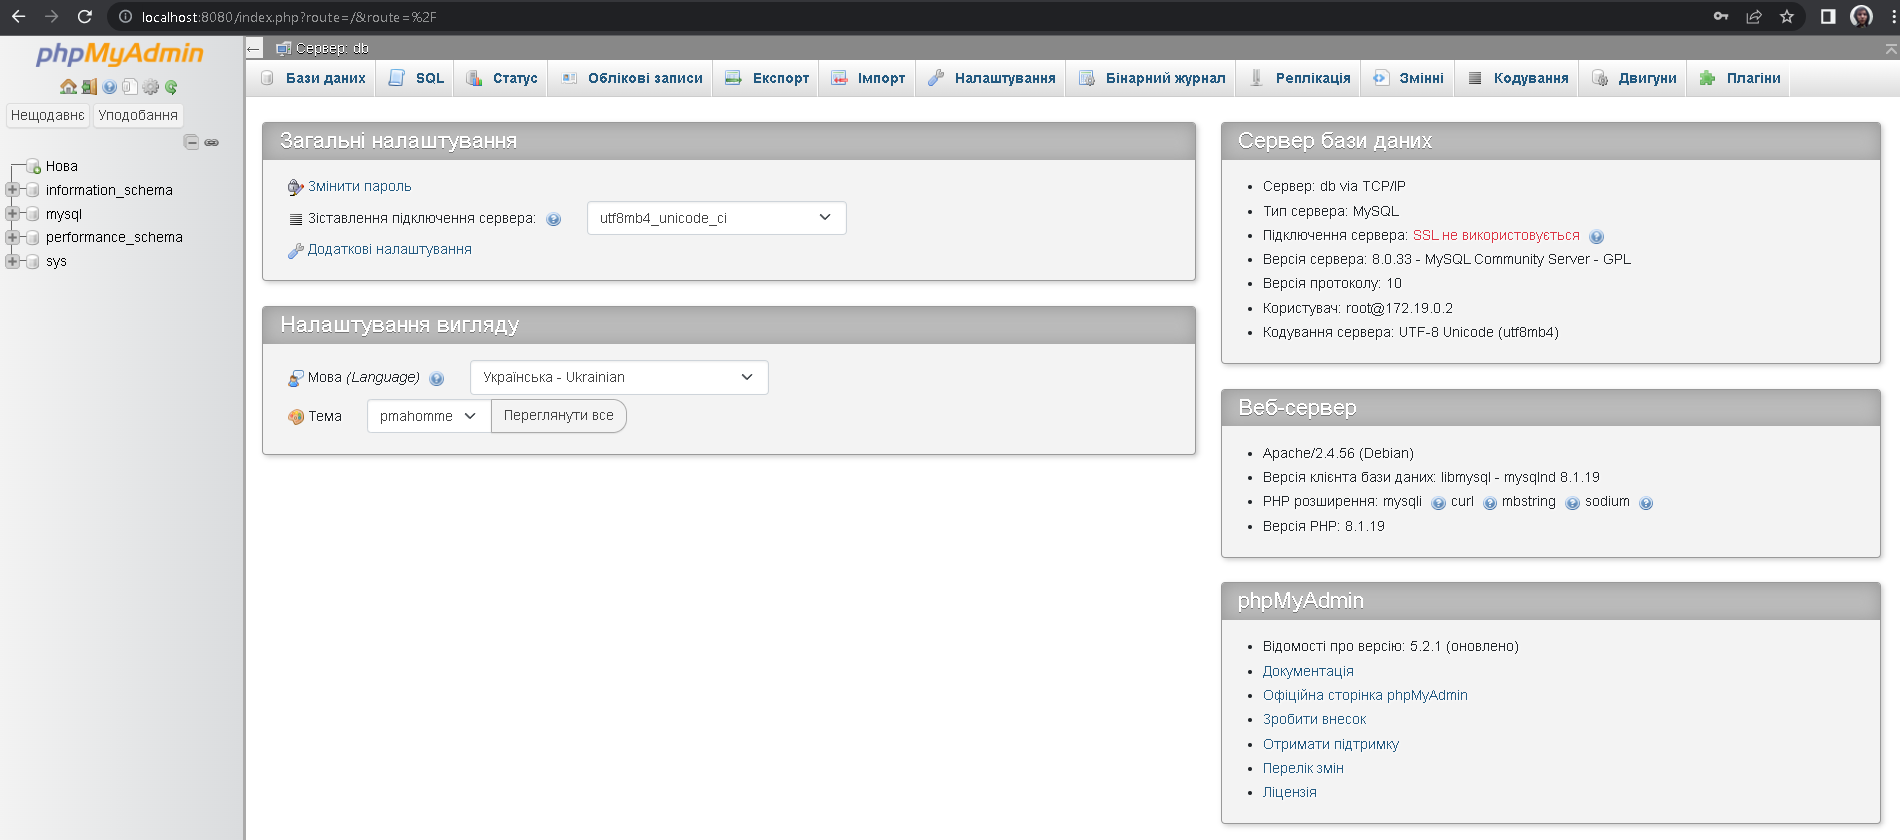 localhost:8080/index.php?route=/&route=%2F
phpMyAdmin
Нещодавнє Уподобання
Нова
information_schema
mysql
performance_schema
sys
Сервер: db
Бази даних SQL Статус Облікові записи Експорт Імпорт Налаштування Бінарний журнал Реплікація Змінні Кодування Двигуни Плагіни
Загальні налаштування
Змінити пароль
Зіставлення підключення сервера: utf8mb4_unicode_ci
Додаткові налаштування
Налаштування вигляду
Мова (Language) Українська - Ukrainian
Тема pmahomme Переглянути все
Сервер бази даних
Сервер: db via TCP/IP
Тип сервера: MySQL
Підключення сервера: SSL не використовується
Версія сервера: 8.0.33 - MySQL Community Server - GPL
Версія протоколу: 10
Користувач: root@172.19.0.2
Кодування сервера: UTF-8 Unicode (utf8mb4)
Веб-сервер
Apache/2.4.56 (Debian)
Версія клієнта бази даних: libmysql - mysqlnd 8.1.19
PHP розширення: mysqli curl mbstring sodium
Версія PHP: 8.1.19
phpMyAdmin
Відомості про версію: 5.2.1 (оновлено)
Документація
Офіційна сторінка phpMyAdmin
Зробити внесок
Отримати підтримку
Перелік змін
Ліцензія